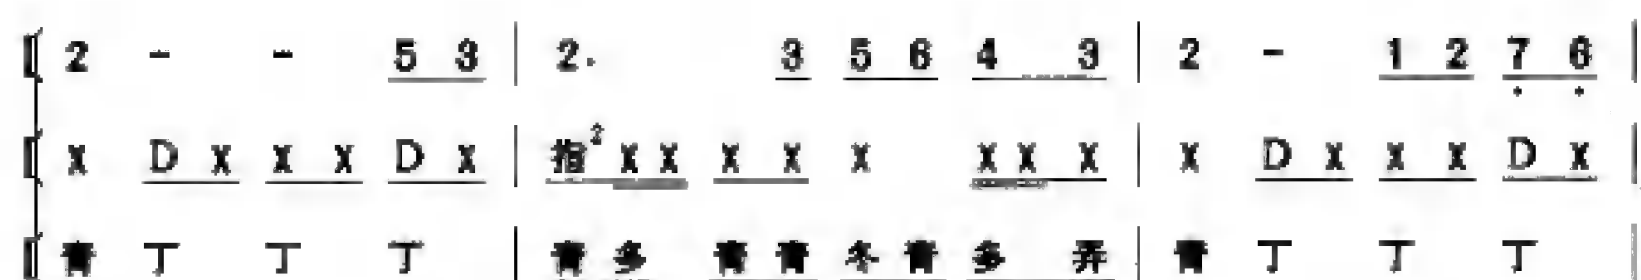 2 - - 5 3 | 2. 3 5 6 4 3 | 2 - 1 2 7 6 |
X D X X X D X | 指² X X X X X X X X | X D X X X D X |
青 丁 丁 丁 | 青 多 青 青 冬 青 多 弄 | 青 丁 丁 丁